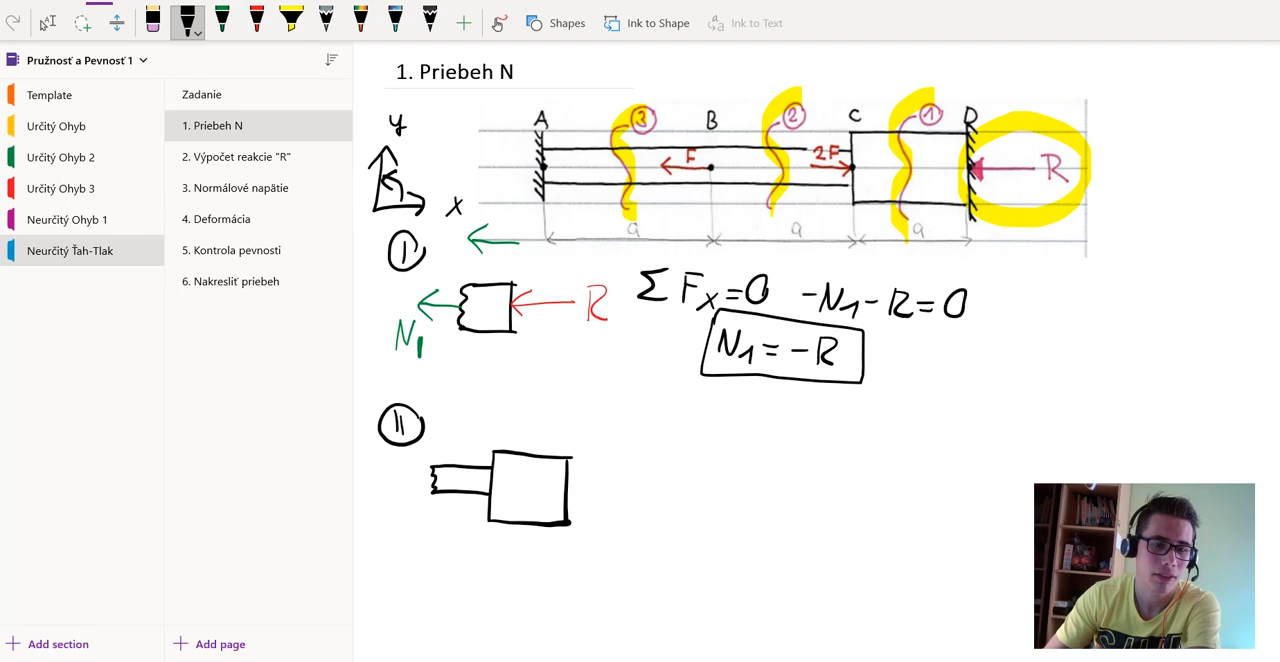 Shapes
Ink to Shape
Ink to Text
Pružnosť a Pevnosť 1
Template
Určitý Ohyb
Určitý Ohyb 2
Určitý Ohyb 3
Neurčitý Ohyb 1
Neurčitý Ťah-Tlak
Add section
Zadanie
1. Priebeh N
2. Výpočet reakcie "R"
3. Normálové napätie
4. Deformácia
5. Kontrola pevnosti
6. Nakresliť priebeh
Add page
1. Priebeh N
y
x
A ③ B ② C ① D
F 2F R
a a a
Ⅰ
N1 R
∑ Fx = 0 -N1 - R = 0
N1 = -R
Ⅱ